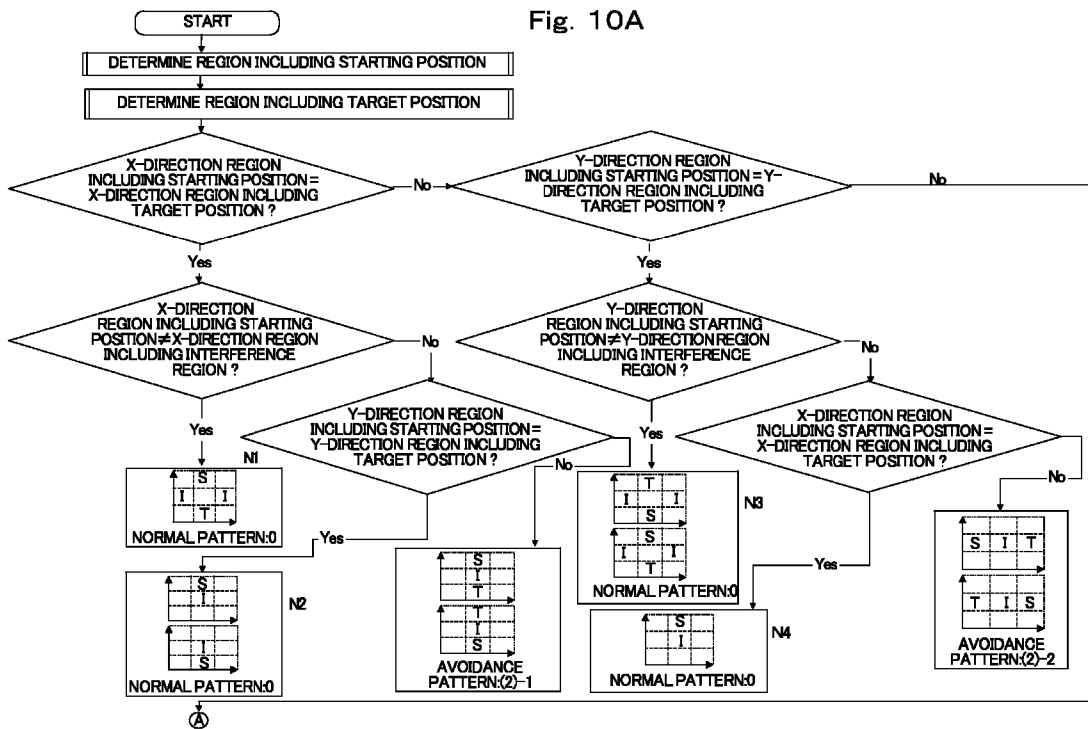 Fig. 10A
START
DETERMINE REGION INCLUDING STARTING POSITION
DETERMINE REGION INCLUDING TARGET POSITION
X-DIRECTION REGION
INCLUDING STARTING POSITION=
X-DIRECTION REGION INCLUDING
TARGET POSITION ?
No
Y-DIRECTION REGION
INCLUDING STARTING POSITION=Y-
DIRECTION REGION INCLUDING
TARGET POSITION ?
No
Yes
Yes
X-DIRECTION
REGION INCLUDING STARTING
POSITION≠X-DIRECTION REGION
INCLUDING INTERFERENCE
REGION ?
No
Y-DIRECTION
REGION INCLUDING STARTING
POSITION≠Y-DIRECTION REGION
INCLUDING INTERFERENCE
REGION ?
No
Yes
Y-DIRECTION REGION
INCLUDING STARTING POSITION=
Y-DIRECTION REGION INCLUDING
TARGET POSITION ?
No
Yes
X-DIRECTION REGION
INCLUDING STARTING POSITION=
X-DIRECTION REGION INCLUDING
TARGET POSITION ?
No
N1
S
I I
T
NORMAL PATTERN:0
Yes
N2
S
I
I
S
NORMAL PATTERN:0
S
I
T
T
I
S
AVOIDANCE
PATTERN:(2)-1
N3
T
I I
S
S
I I
T
NORMAL PATTERN:0
Yes
N4
S
I
NORMAL PATTERN:0
S I T
T I S
AVOIDANCE
PATTERN:(2)-2
A